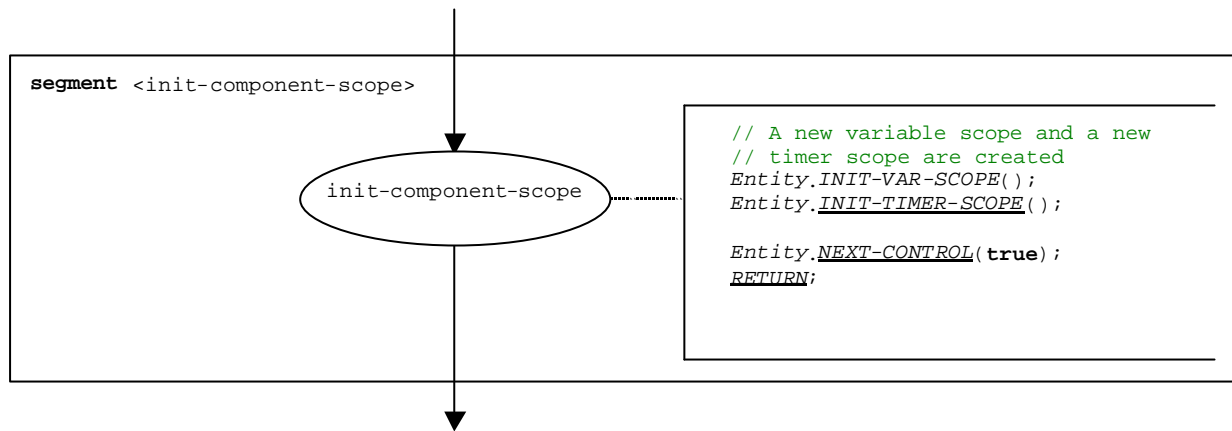 segment <init-component-scope>
init-component-scope
// A new variable scope and a new
// timer scope are created
Entity.INIT-VAR-SCOPE();
Entity.INIT-TIMER-SCOPE();
Entity.NEXT-CONTROL(true);
RETURN;